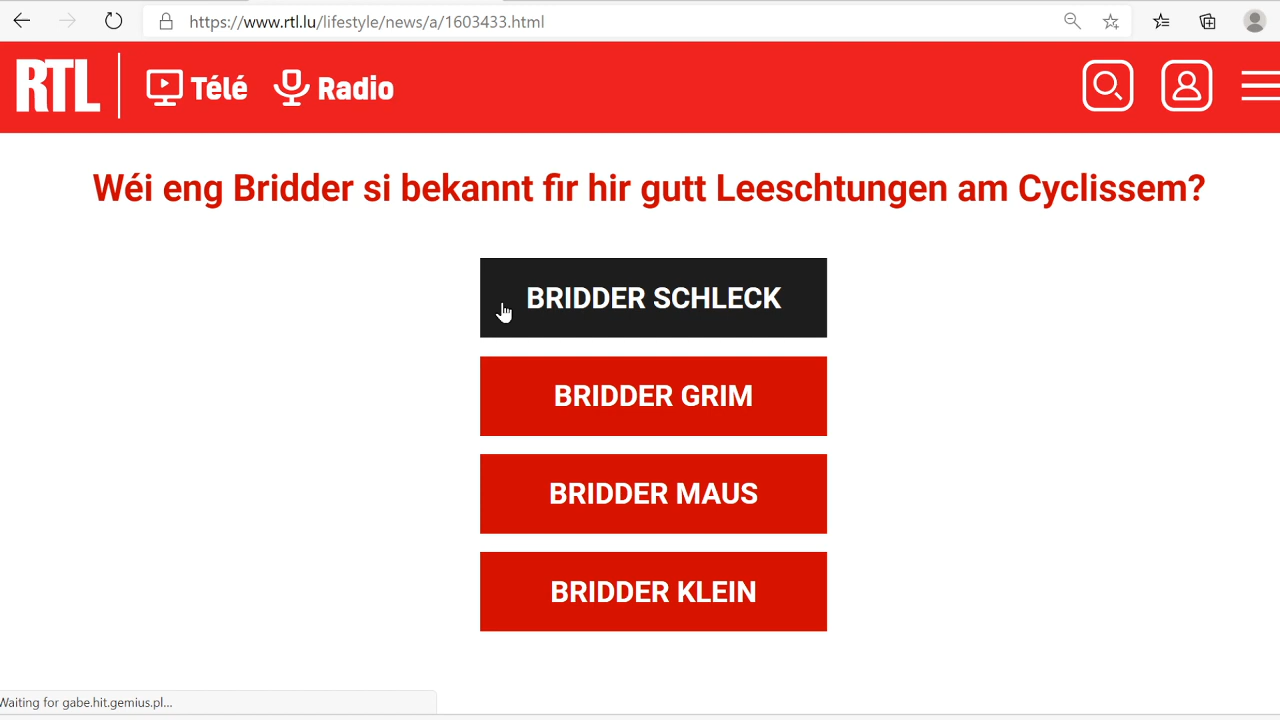 https://www.rtl.lu/lifestyle/news/a/1603433.html
RTL Télé Radio
Wéi eng Bridder si bekannt fir hir gutt Leeschtungen am Cyclissem?
BRIDDER SCHLECK
BRIDDER GRIM
BRIDDER MAUS
BRIDDER KLEIN
Waiting for gabe.hit.gemius.pl...